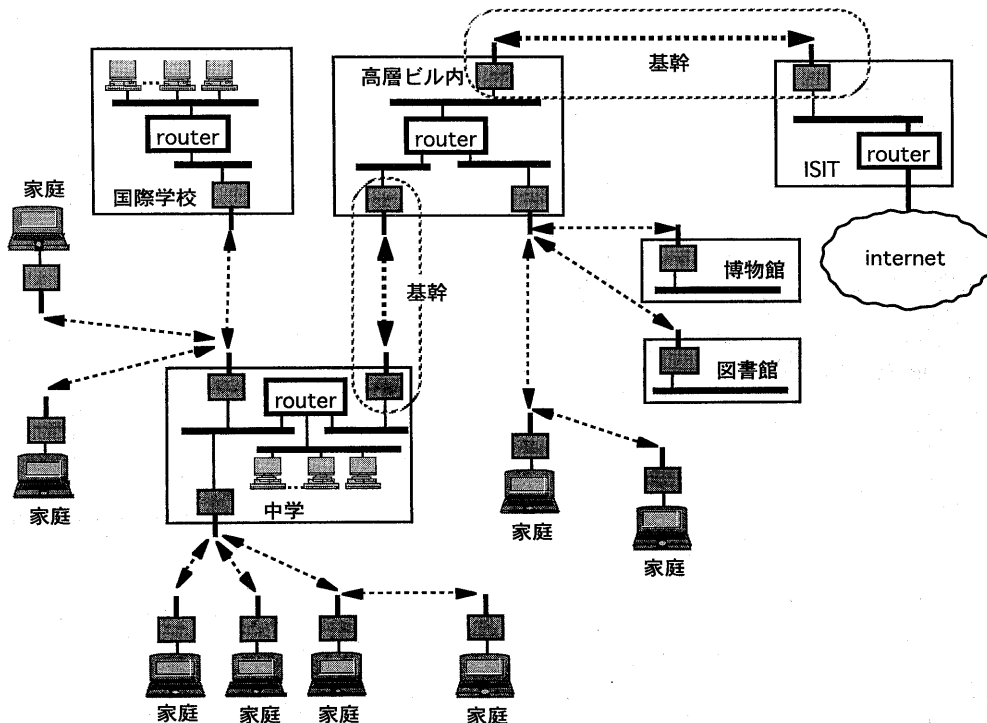 基幹
高層ビル内
router
router
国際学校
router
ISIT
家庭
internet
博物館
基幹
図書館
router
中学
家庭
家庭
家庭
家庭
家庭
家庭
家庭